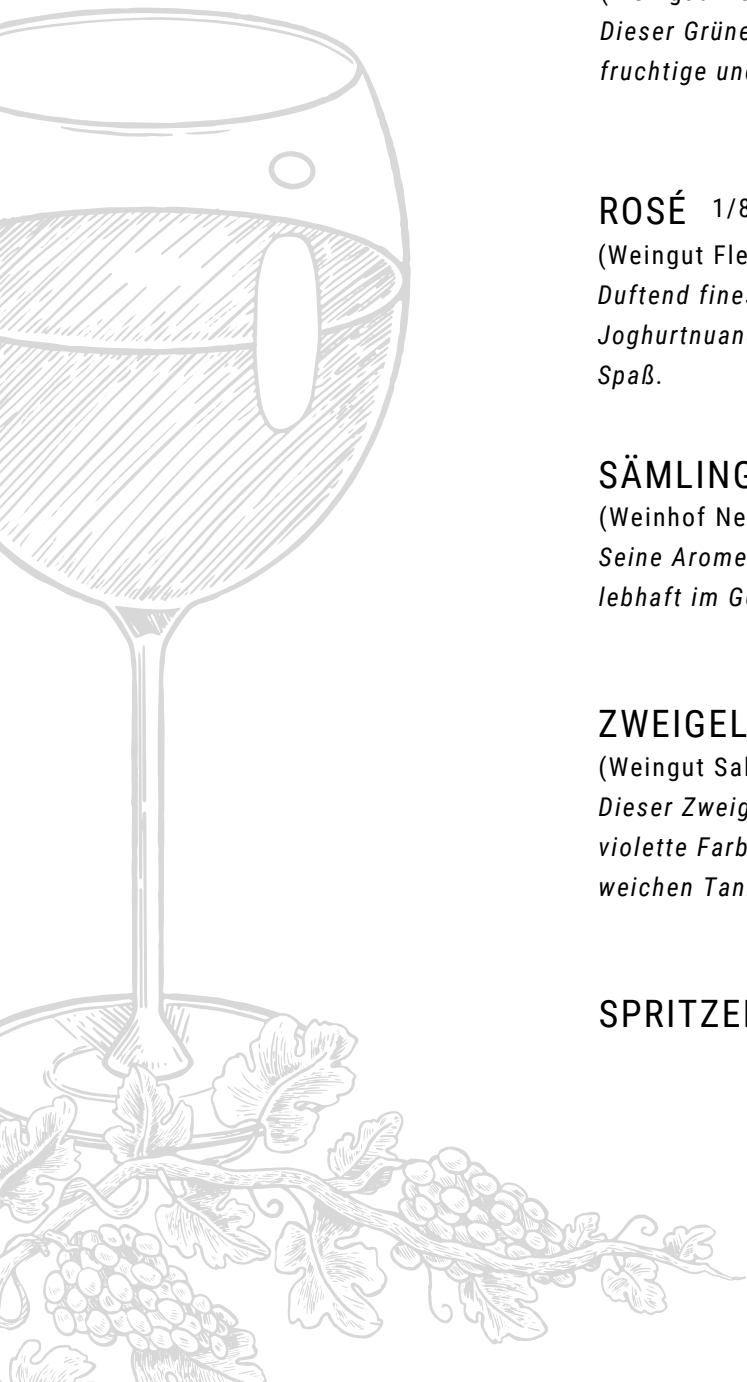 Dieser Grüne
fruchtige und
ROSÉ 1/8
(Weingut Fle
Duftend fines
Joghurtnuan
Spaß.
SÄMLING
(Weinhof Ne
Seine Arome
lebhaft im Ge
ZWEIGEL
(Weingut Sal
Dieser Zweig
violette Farb
weichen Tan
SPRITZER